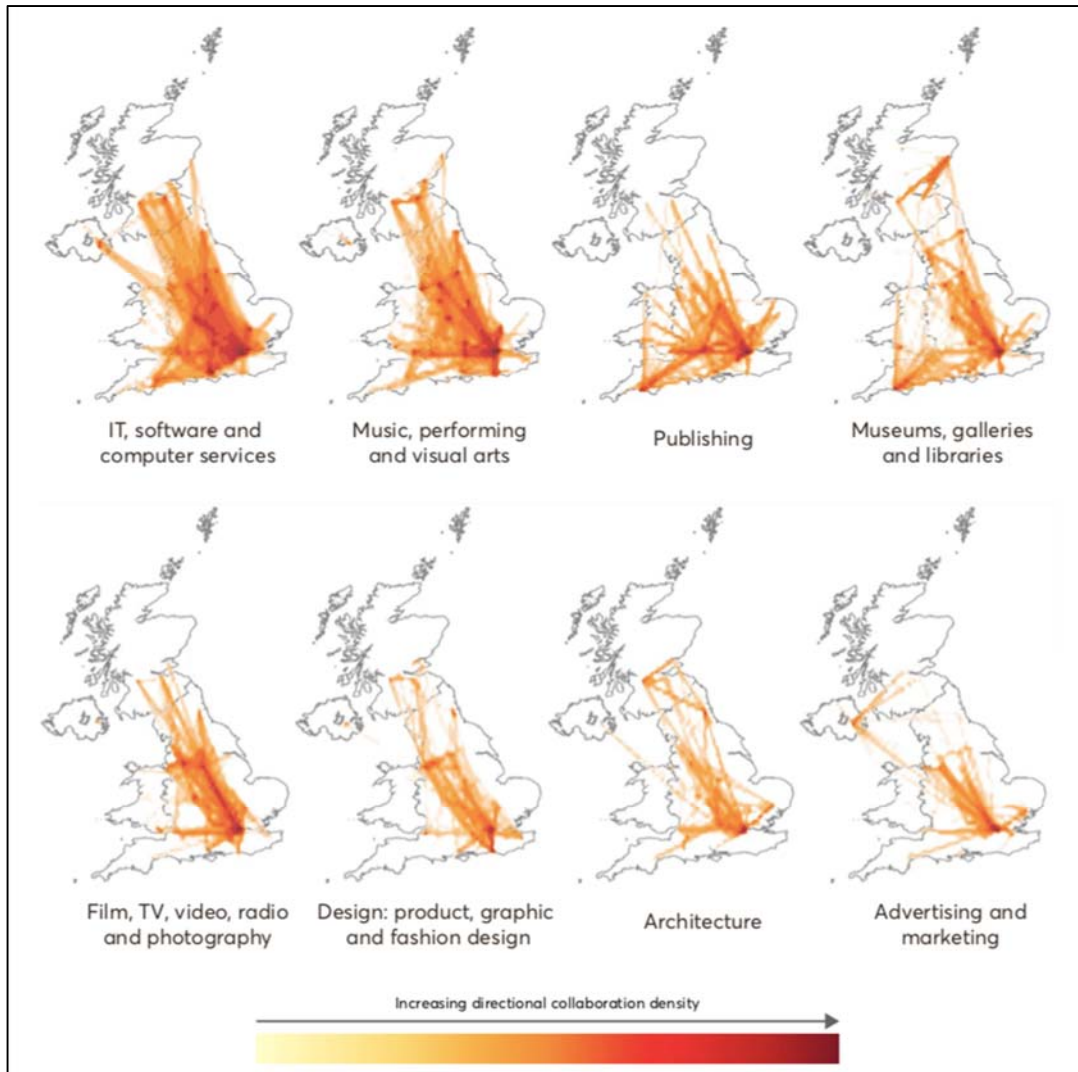 IT, software and
computer services
Music, performing
and visual arts
Publishing
Museums, galleries
and libraries
Film, TV, video, radio
and photography
Design: product, graphic
and fashion design
Architecture
Advertising and
marketing
Increasing directional collaboration density